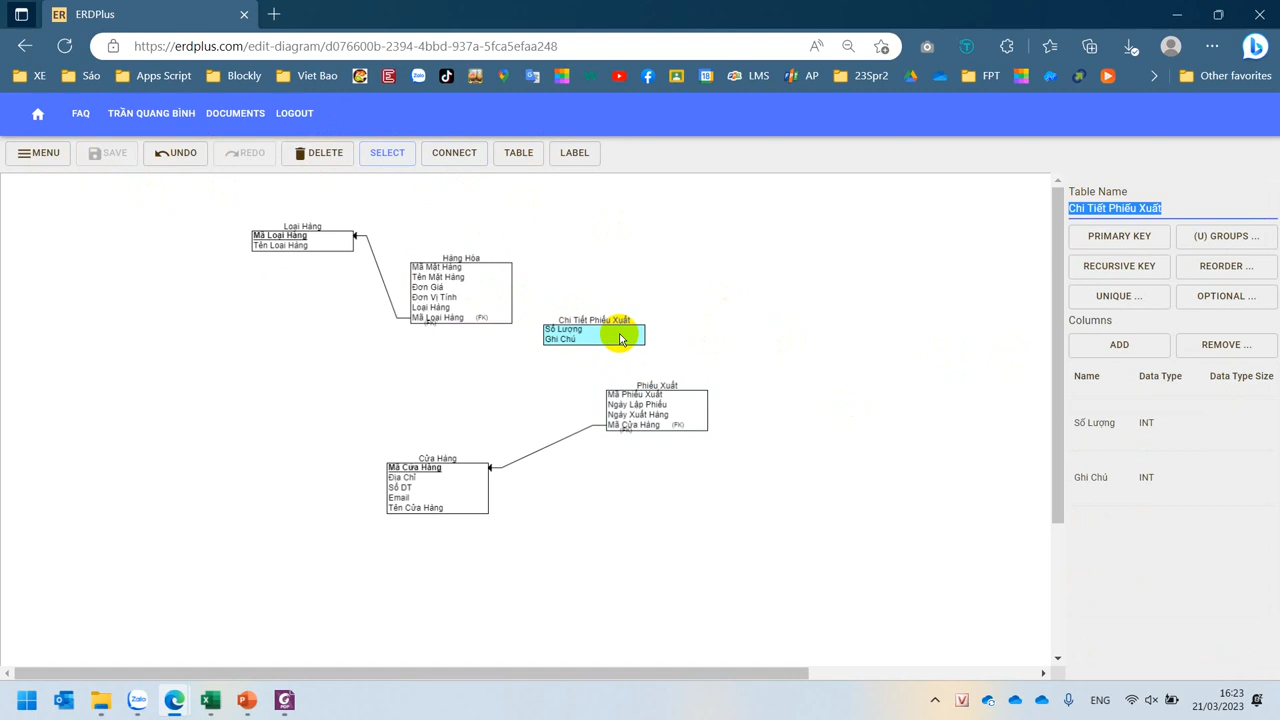 ERDPlus
https://erdplus.com/edit-diagram/d076600b-2394-4bbd-937a-5fca5efaa248
XE
Sáo
Apps Script
Blockly
Viet Bao
LMS
AP
23Spr2
FPT
Other favorites
FAQ
TRẦN QUANG BÌNH
DOCUMENTS
LOGOUT
MENU
SAVE
UNDO
REDO
DELETE
SELECT
CONNECT
TABLE
LABEL
Loại Hàng
Mã Loại Hàng
Tên Loại Hàng
Hàng Hóa
Mã Mặt Hàng
Tên Mặt Hàng
Đơn Giá
Đơn Vị Tính
Loại Hàng
Mã Loại Hàng (FK)
(FK)
Chi Tiết Phiếu Xuất
Số Lượng
Ghi Chú
Phiếu Xuất
Mã Phiếu Xuất
Ngày Lập Phiếu
Ngày Xuất Hàng
Mã Cửa Hàng (FK)
(FK)
Cửa Hàng
Mã Cửa Hàng
Địa Chỉ
Số DT
Email
Tên Cửa Hàng
Table Name
Chi Tiết Phiếu Xuất
PRIMARY KEY
(U) GROUPS ...
RECURSIVE KEY
REORDER ...
UNIQUE ...
OPTIONAL ...
Columns
ADD
REMOVE ...
Name Data Type Data Type Size
Số Lượng INT
Ghi Chú INT
ENG
16:23
21/03/2023